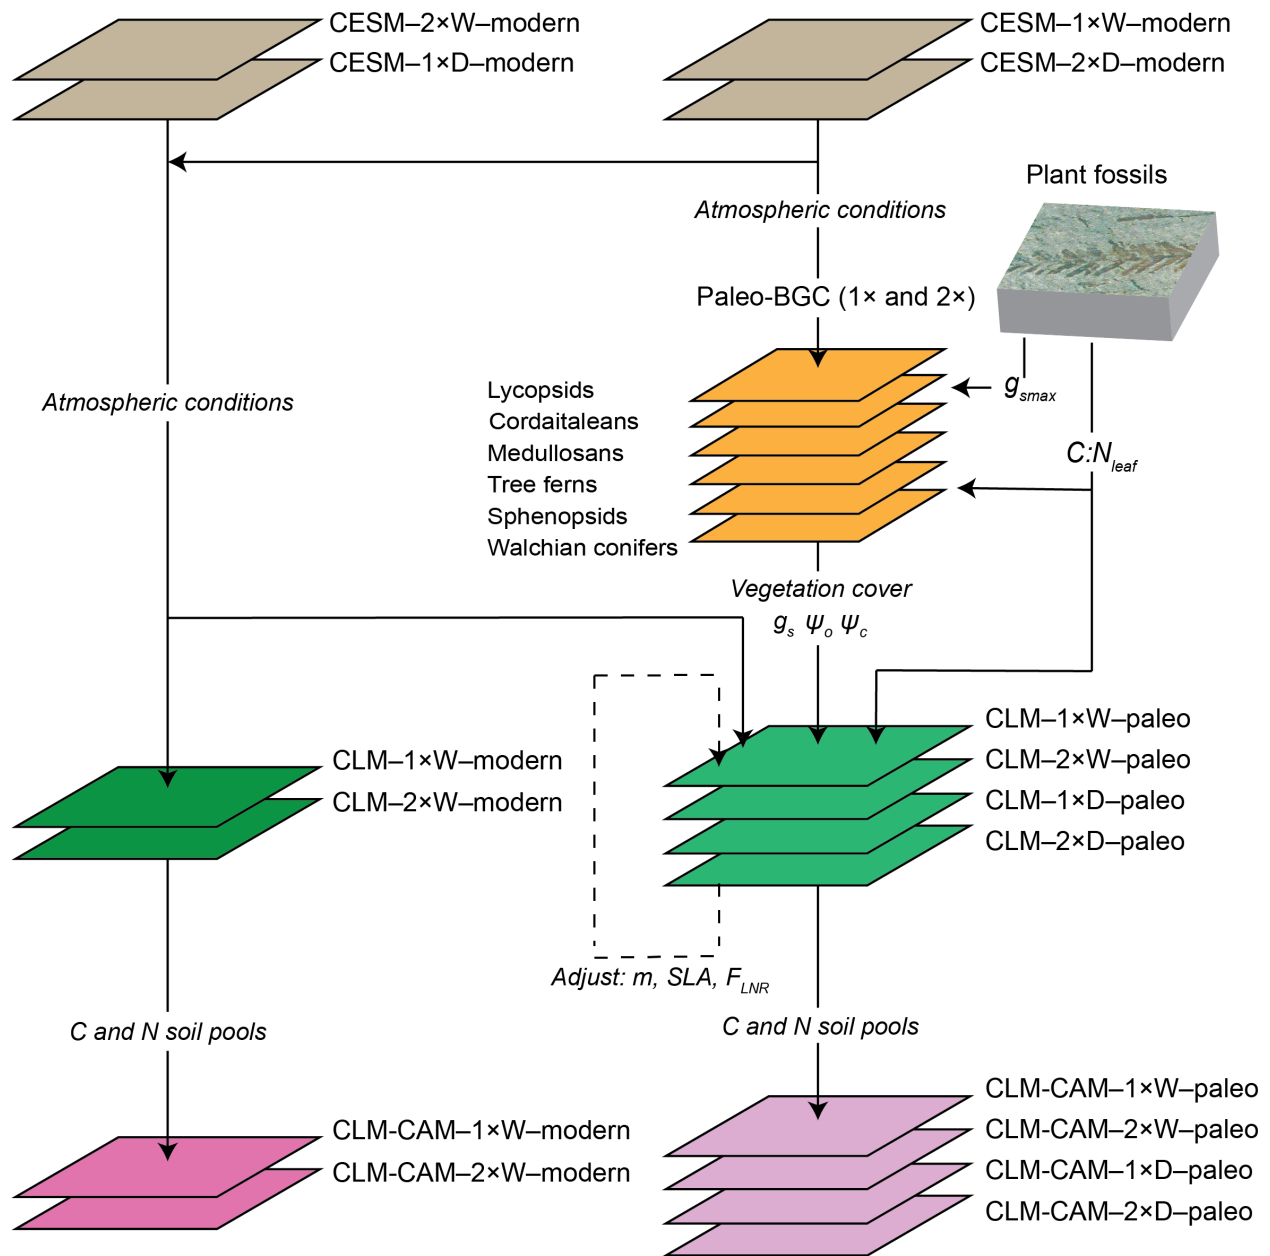 CESM–2×W–modern
CESM–1×D–modern
CESM–1×W–modern
CESM–2×D–modern
Plant fossils
Atmospheric conditions
Paleo-BGC (1× and 2×)
gsmax
Lycopsids
Cordaitaleans
Medullosans
Tree ferns
Sphenopsids
Walchian conifers
Atmospheric conditions
C:Nleaf
Vegetation cover
gs ψo ψc
CLM–1×W–modern
CLM–2×W–modern
CLM–1×W–paleo
CLM–2×W–paleo
CLM–1×D–paleo
CLM–2×D–paleo
Adjust: m, SLA, FLNR
C and N soil pools
C and N soil pools
CLM-CAM–1×W–modern
CLM-CAM–2×W–modern
CLM-CAM–1×W–paleo
CLM-CAM–2×W–paleo
CLM-CAM–1×D–paleo
CLM-CAM–2×D–paleo